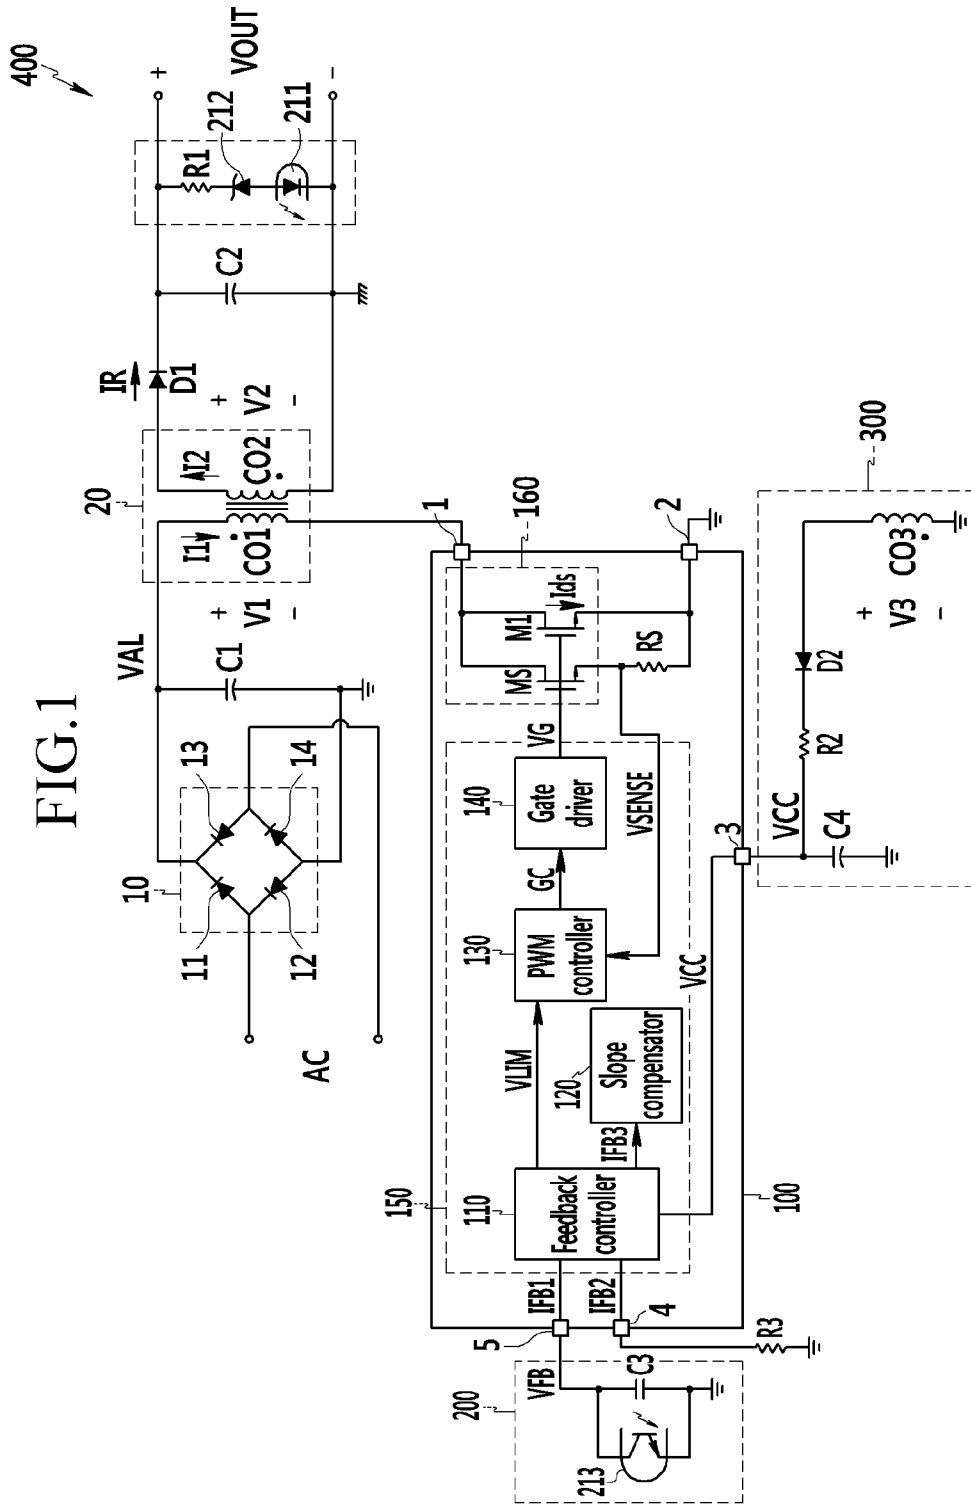 FIG.1
400
20
IR
D1
VAL
10
13
14
11
12
AC
C1
+
V1
-
I1
CO1
I2
CO2
+
V2
-
C2
R1
212
211
+
VOUT
-
150
110
Feedback
controller
IFB1
IFB2
IFB3
VLIM
120
Slope
compensator
130
PWM
controller
GC
140
Gate
driver
VG
VSENSE
160
MS
M1
Ids
RS
1
2
3
4
5
VCC
100
200
VFB
C3
213
R3
300
VCC
C4
R2
D2
+
V3
-
CO3